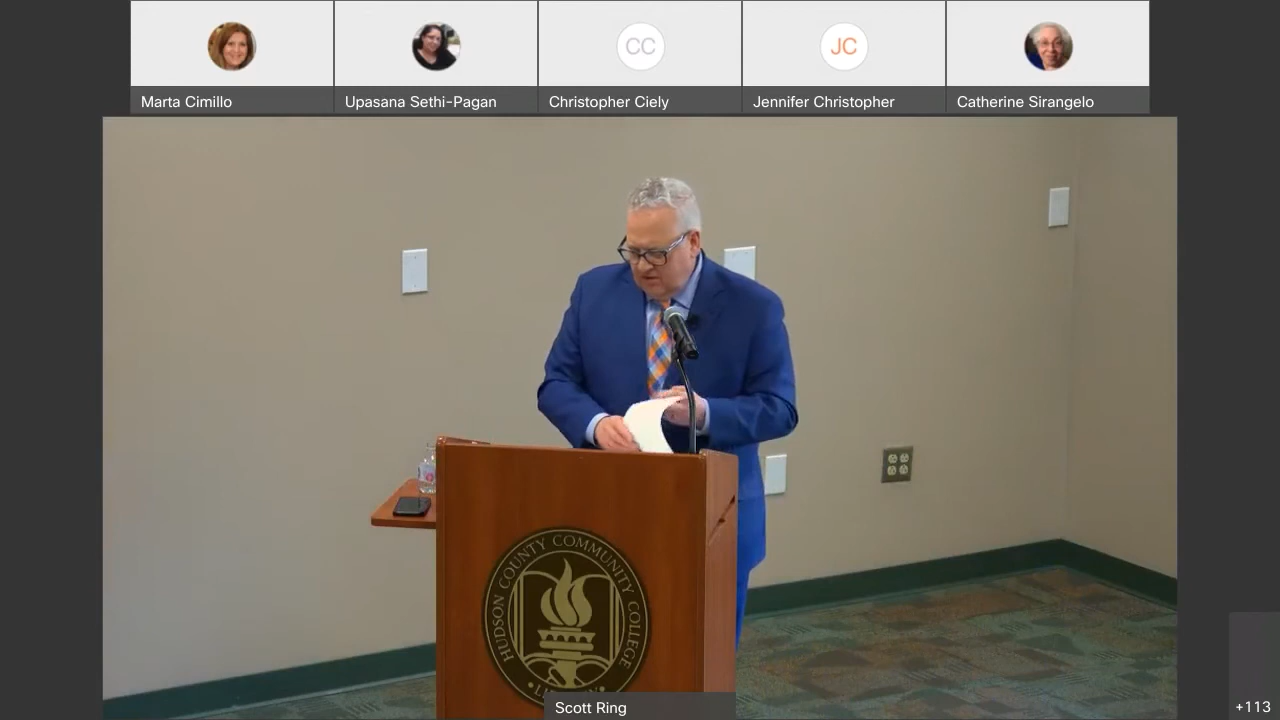 Marta Cimillo
Upasana Sethi-Pagan
CC
Christopher Ciely
JC
Jennifer Christopher
Catherine Sirangelo
HUDSON COUNTY COMMUNITY COLLEGE
Scott Ring
+113